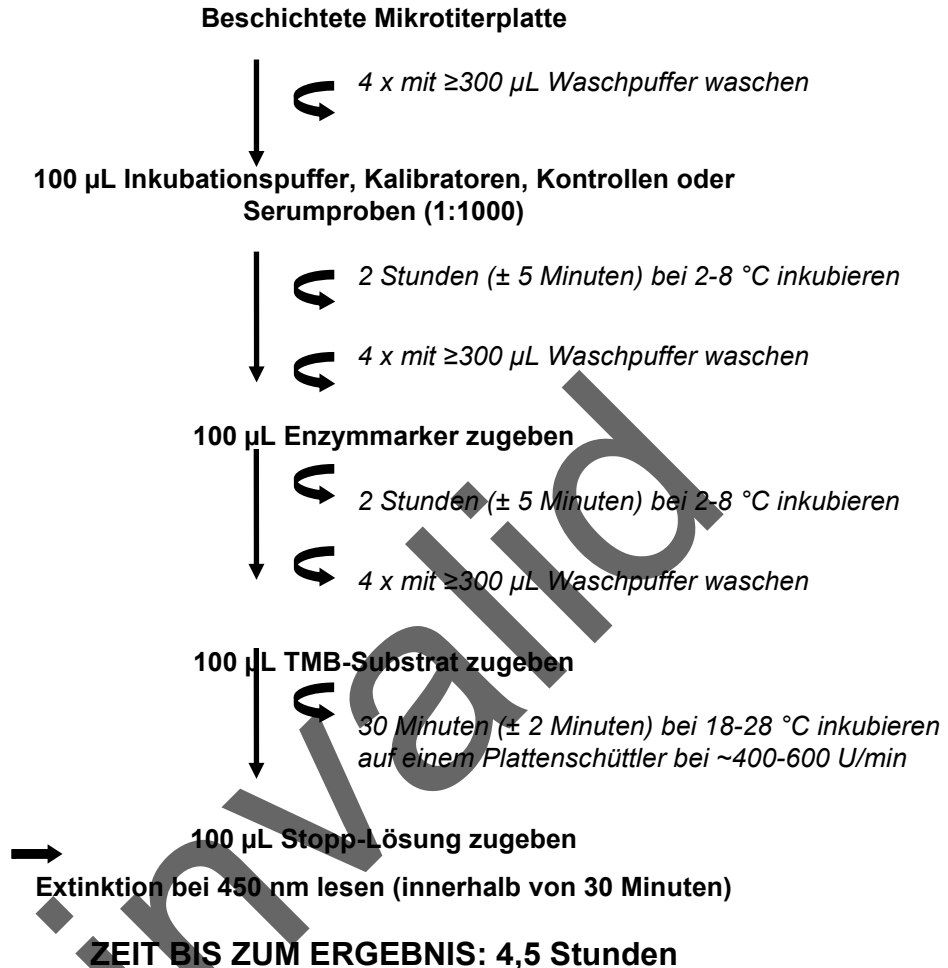 Beschichtete Mikrotiterplatte
4 x mit ≥300 µL Waschpuffer waschen
100 µL Inkubationspuffer, Kalibratoren, Kontrollen oder
Serumproben (1:1000)
2 Stunden (± 5 Minuten) bei 2-8 °C inkubieren
4 x mit ≥300 µL Waschpuffer waschen
100 µL Enzymmarker zugeben
2 Stunden (± 5 Minuten) bei 2-8 °C inkubieren
4 x mit ≥300 µL Waschpuffer waschen
100 µL TMB-Substrat zugeben
30 Minuten (± 2 Minuten) bei 18-28 °C inkubieren
auf einem Plattenschüttler bei ~400-600 U/min
100 µL Stopp-Lösung zugeben
Extinktion bei 450 nm lesen (innerhalb von 30 Minuten)
ZEIT BIS ZUM ERGEBNIS: 4,5 Stunden
invalid